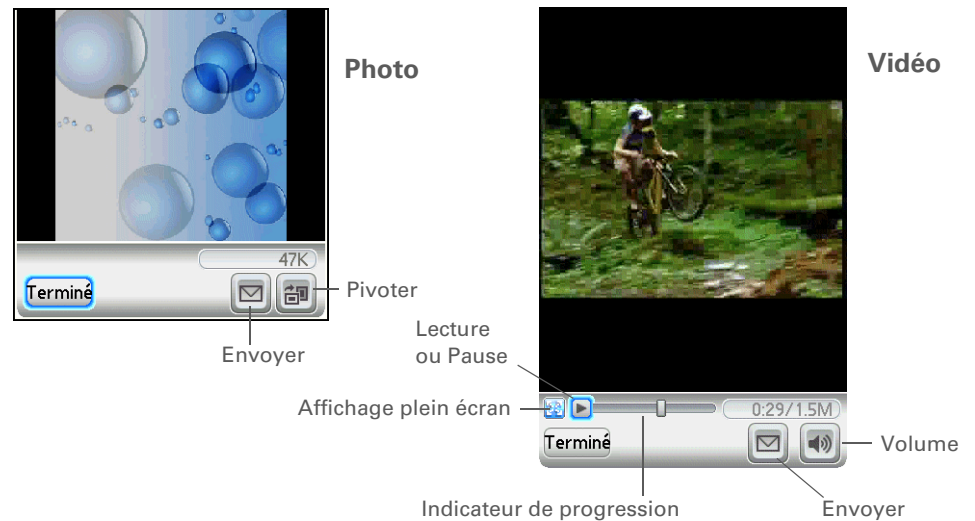 Photo
47K
Terminé
Pivoter
Envoyer
Vidéo
Lecture
ou Pause
Affichage plein écran
0:29/1.5M
Terminé
Volume
Indicateur de progression
Envoyer